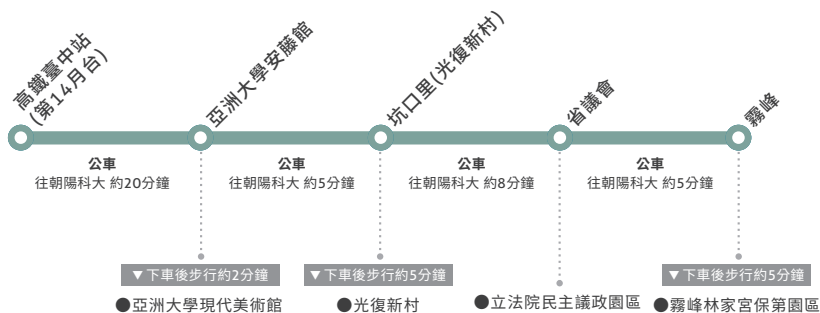 高鐵臺中站
(第14月台)
亞洲大學安藤館
坑口里(光復新村)
省議會
霧峰
公車
往朝陽科大 約20分鐘
公車
往朝陽科大 約5分鐘
公車
往朝陽科大 約8分鐘
公車
往朝陽科大 約5分鐘
▼下車後步行約2分鐘
●亞洲大學現代美術館
▼下車後步行約5分鐘
●光復新村
●立法院民主議政園區
▼下車後步行約5分鐘
●霧峰林家宮保第園區